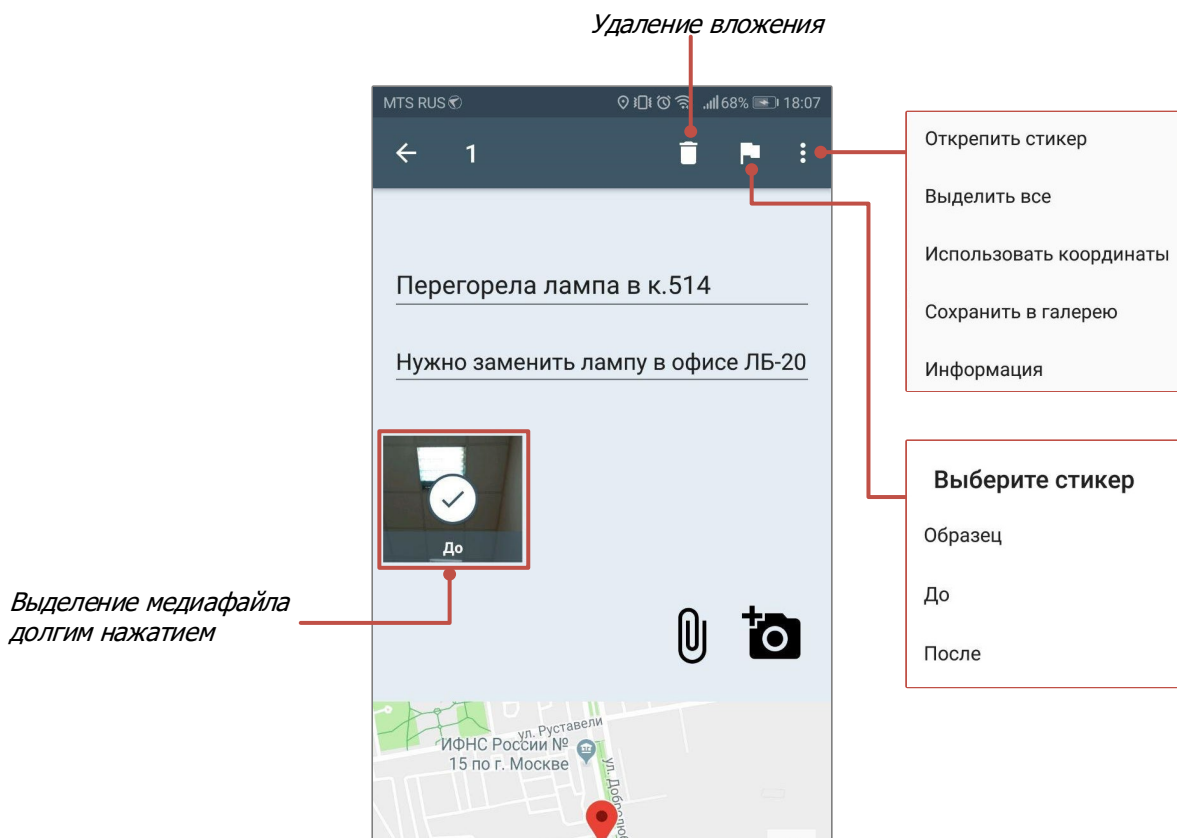 Удаление вложения
MTS RUS 68% 18:07
1
Перегорела лампа в к.514
Нужно заменить лампу в офисе ЛБ-20
До
Выделение медиафайла
долгим нажатием
ул. Руставели
ИФНС России №
15 по г. Москве
ул.
Открепить стикер
Выделить все
Использовать координаты
Сохранить в галерею
Информация
Выберите стикер
Образец
До
После